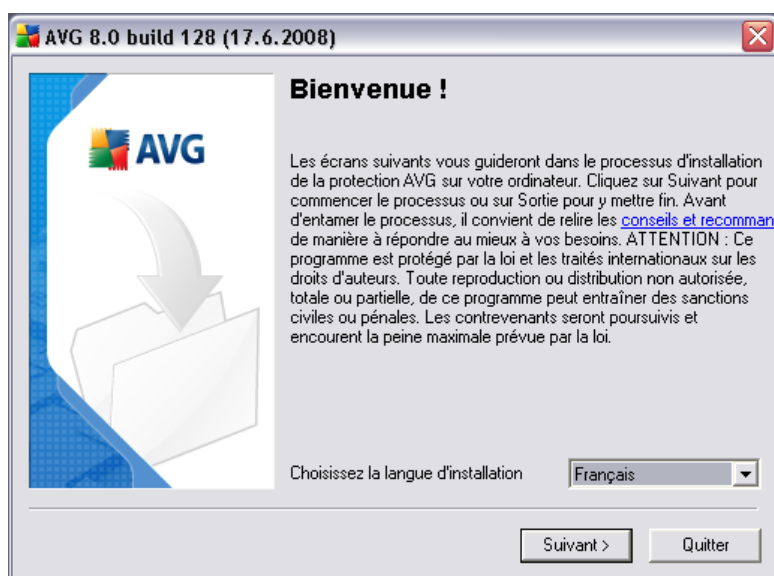 AVG 8.0 build 128 (17.6.2008)
AVG
Bienvenue !
Les écrans suivants vous guideront dans le processus d'installation
de la protection AVG sur votre ordinateur. Cliquez sur Suivant pour
commencer le processus ou sur Sortie pour y mettre fin. Avant
d'entamer le processus, il convient de relire les conseils et recomman
de manière à répondre au mieux à vos besoins. ATTENTION : Ce
programme est protégé par la loi et les traités internationaux sur les
droits d'auteurs. Toute reproduction ou distribution non autorisée,
totale ou partielle, de ce programme peut entraîner des sanctions
civiles ou pénales. Les contrevenants seront poursuivis et
encourent la peine maximale prévue par la loi.
Choisissez la langue d'installation
Français
Suivant >
Quitter